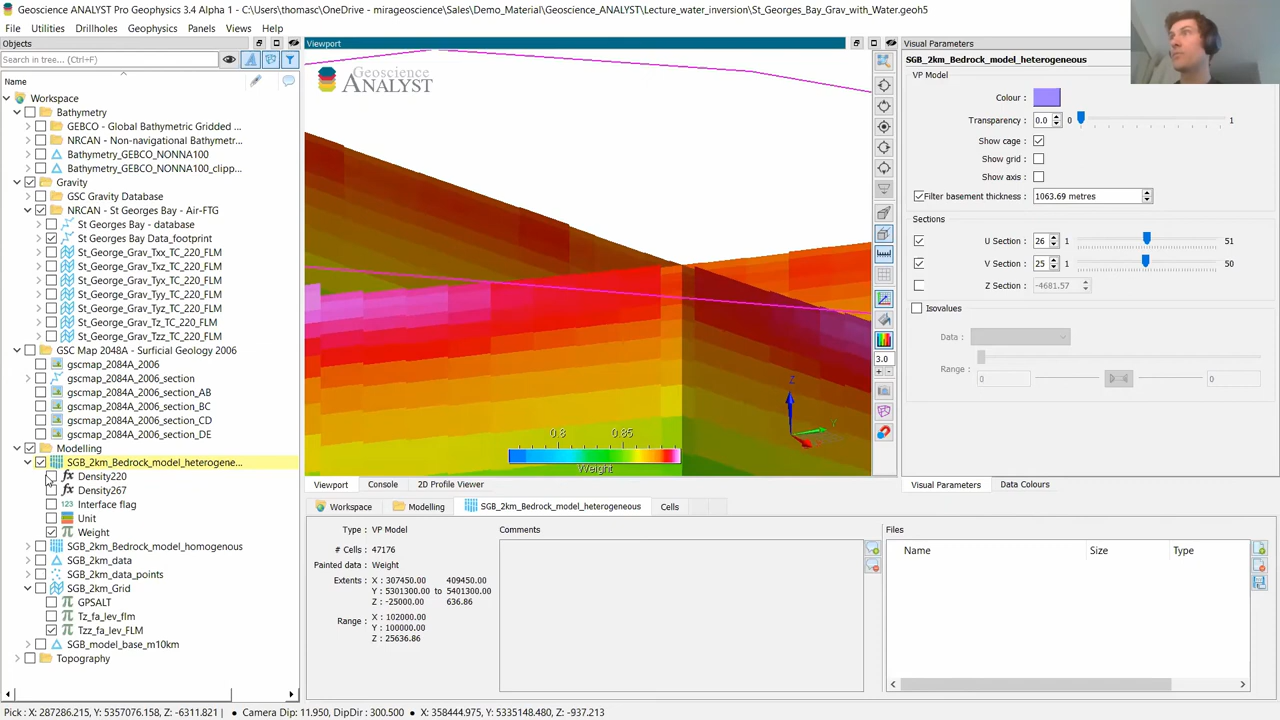 Geoscience ANALYST Pro Geophysics 3.4 Alpha 1 - C:\Users\thomasc\OneDrive - mirageoscience\Sales\Demo_Material\Geoscience_ANALYST\Lecture_water_inversion\St_Georges_Bay_Grav_with_Water.geoh5
File Utilities Drillholes Geophysics Panels Views Help
Objects
Viewport
Visual Parameters
Search in tree... (Ctrl+F)
Name
Workspace
Bathymetry
GEBCO - Global Bathymetric Gridded ...
NRCAN - Non-navigational Bathymetr...
Bathymetry_GEBCO_NONNA100
Bathymetry_GEBCO_NONNA100_clipp...
Gravity
GSC Gravity Database
NRCAN - St Georges Bay - Air-FTG
St Georges Bay - database
St Georges Bay Data_footprint
St_George_Grav_Txx_TC_220_FLM
St_George_Grav_Txy_TC_220_FLM
St_George_Grav_Txz_TC_220_FLM
St_George_Grav_Tyy_TC_220_FLM
St_George_Grav_Tyz_TC_220_FLM
St_George_Grav_Tz_TC_220_FLM
St_George_Grav_Tzz_TC_220_FLM
GSC Map 2048A - Surficial Geology 2006
gscmap_2084A_2006
gscmap_2084A_2006_section
gscmap_2084A_2006_section_AB
gscmap_2084A_2006_section_BC
gscmap_2084A_2006_section_CD
gscmap_2084A_2006_section_DE
Modelling
SGB_2km_Bedrock_model_heterogene...
fx Density220
fx Density267
123 Interface flag
Unit
π Weight
SGB_2km_Bedrock_model_homogenous
SGB_2km_data
SGB_2km_data_points
SGB_2km_Grid
π GPSALT
π Tz_fa_lev_flm
π Tzz_fa_lev_FLM
SGB_model_base_m10km
Topography
Geoscience
ANALYST
Z
Y
X
0.8 0.85
Weight
3.0
+ -
SGB_2km_Bedrock_model_heterogeneous
VP Model
Colour :
Transparency : 0.0 0 1
Show cage :
Show grid :
Show axis :
Filter basement thickness : 1063.69 metres
Sections
U Section : 26 1 51
V Section : 25 1 50
Z Section : -4681.57
Isovalues
Data :
Range :
0 0
Viewport Console 2D Profile Viewer
Visual Parameters Data Colours
Workspace Modelling SGB_2km_Bedrock_model_heterogeneous Cells
Type : VP Model
# Cells : 47176
Painted data: Weight
Extents : X : 307450.00 409450.00
Y : 5301300.00 to 5401300.00
Z : -25000.00 636.86
Range : X : 102000.00
Y : 100000.00
Z : 25636.86
Comments
Files
Name Size Type
Pick : X: 287286.215 Y: 5357076.158 Z: -6311.821 | • Camera Dip: 11.950, DipDir : 300.500 | • X: 358444.975 Y: 5335148.480 Z: -937.213